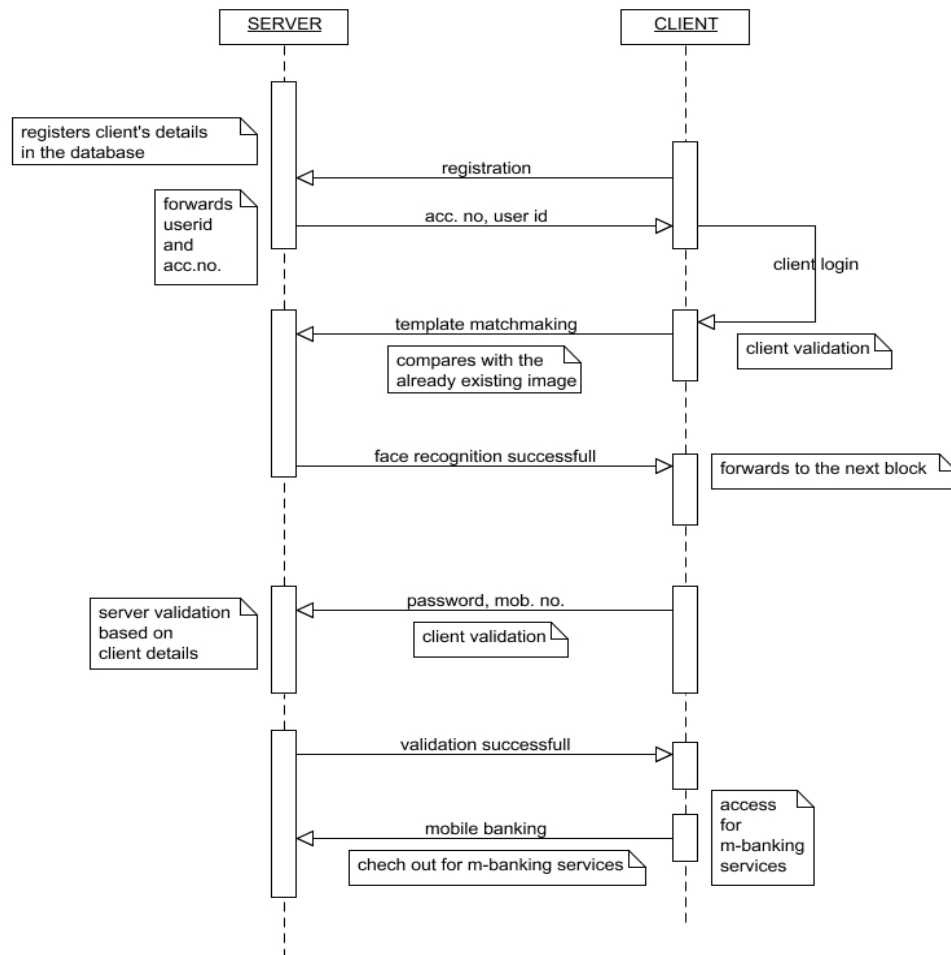 SERVER
CLIENT
registers client's details
in the database
registration
forwards
userid
and
acc.no.
acc. no, user id
client login
template matchmaking
client validation
compares with the
already existing image
face recognition successfull
forwards to the next block
password, mob. no.
server validation
based on
client details
client validation
validation successfull
access
for
m-banking
services
mobile banking
chech out for m-banking services